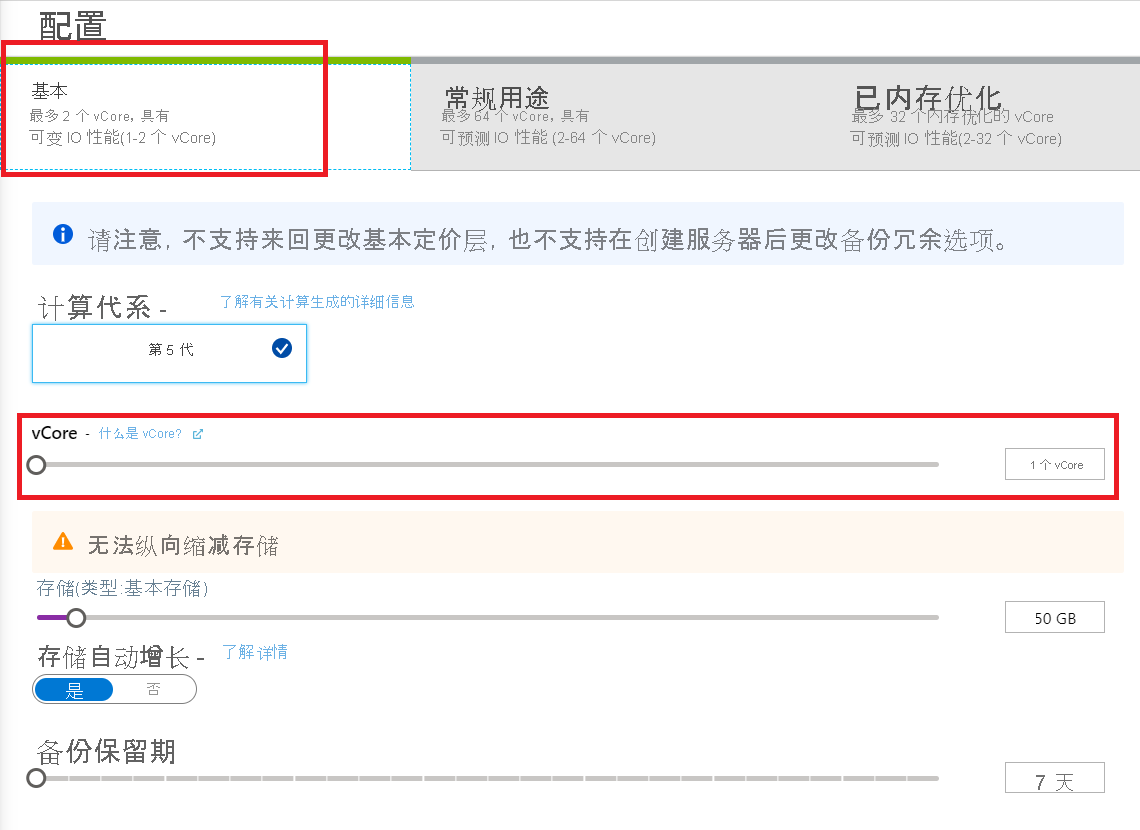 配置
基本
最多 2 个 vCore, 具有
可变 IO 性能(1-2 个 vCore)
常规用途
最多 64 个 vCore, 具有
可预测 IO 性能 (2-64 个 vCore)
已内存优化
最多 32 个内存优化的 vCore
可预测 IO 性能(2-32 个 vCore)
请注意, 不支持来回更改基本定价层, 也不支持在创建服务器后更改备份冗余选项。
计算代系 - 了解有关计算生成的详细信息
第 5 代
vCore - 什么是 vCore?
1 个 vCore
无法纵向缩减存储
存储(类型:基本存储)
50 GB
存储自动增长 - 了解详情
是 否
备份保留期
7 天